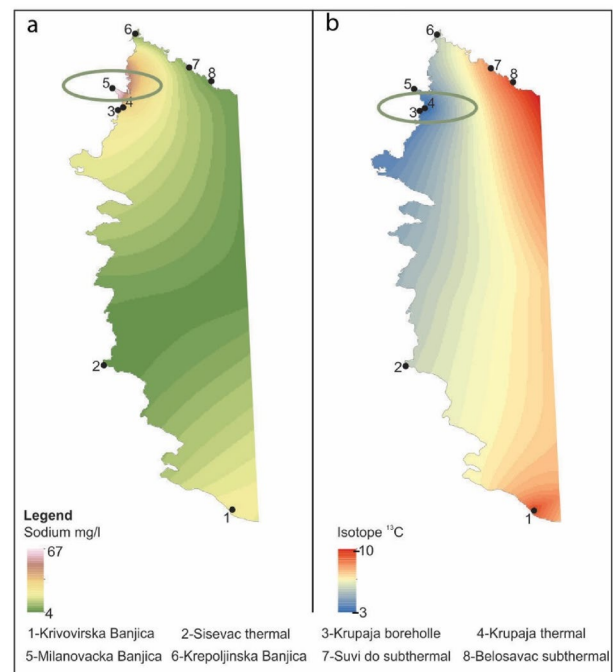 a
6
5
7
8
3
4
2
1
Legend
Sodium mg/l
67
4
b
6
5
7
8
3
4
2
1
Isotope ¹³C
-10
-3
1-Krivovirska Banjica 2-Sisevac thermal 3-Krupaja boreholle 4-Krupaja thermal
5-Milanovacka Banjica 6-Krepoljinska Banjica 7-Suvi do subthermal 8-Belosavac subthermal